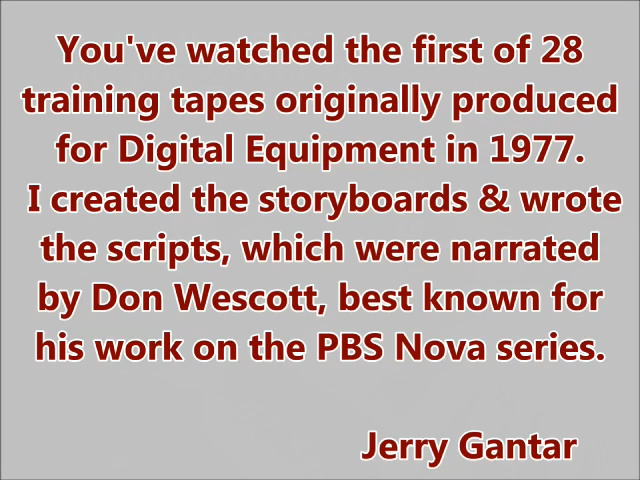 You've watched the first of 28
training tapes originally produced
for Digital Equipment in 1977.
I created the storyboards & wrote
the scripts, which were narrated
by Don Wescott, best known for
his work on the PBS Nova series.
Jerry Gantar